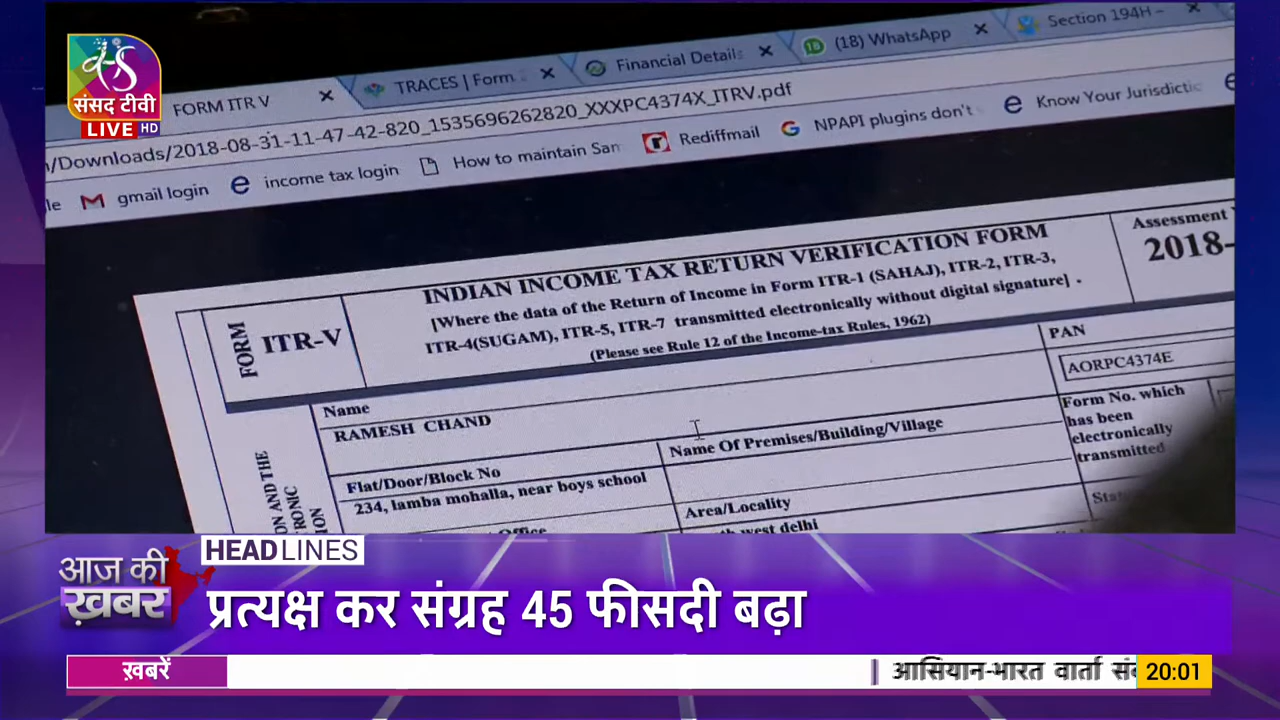 संसद टीवी
LIVE HD
FORM ITR V
TRACES | Form
Financial Details
(18) WhatsApp
Section 194H –
/Downloads/2018-08-31-11-47-42-820_1535696262820_XXXPC4374X_ITRV.pdf
gmail login
income tax login
How to maintain San
Rediffmail
NPAPI plugins don't
Know Your Jurisdictic
FORM
ITR-V
INDIAN INCOME TAX RETURN VERIFICATION FORM
[Where the data of the Return of Income in Form ITR-1 (SAHAJ), ITR-2, ITR-3,
ITR-4(SUGAM), ITR-5, ITR-7 transmitted electronically without digital signature] .
(Please see Rule 12 of the Income-tax Rules, 1962)
Assessment
2018-
Name
RAMESH CHAND
PAN
AORPC4374E
Flat/Door/Block No
234, lamba mohalla, near boys school
Name Of Premises/Building/Village
Form No. which
has been
electronically
transmitted
Area/Locality
west delhi
Office
ON AND THE
आज की
ख़बर
HEADLINES
प्रत्यक्ष कर संग्रह 45 फीसदी बढ़ा
ख़बरें
आसियान-भारत वार्ता
20:01